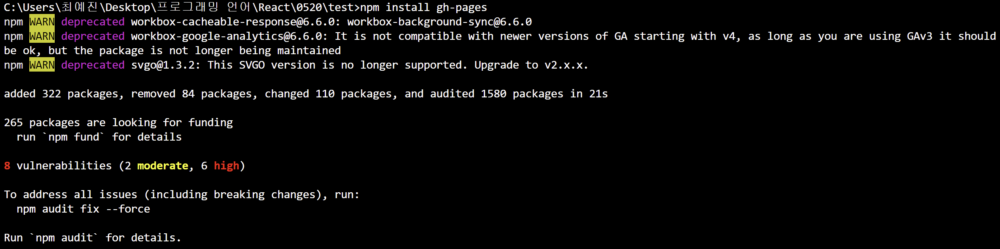 C:\Users\최예진\Desktop\프로그래밍 언어\React\0520\test>npm install gh-pages
npm WARN deprecated workbox-cacheable-response@6.6.0: workbox-background-sync@6.6.0
npm WARN deprecated workbox-google-analytics@6.6.0: It is not compatible with newer versions of GA starting with v4, as long as you are using GAv3 it should
be ok, but the package is not longer being maintained
npm WARN deprecated svgo@1.3.2: This SVGO version is no longer supported. Upgrade to v2.x.x.
added 322 packages, removed 84 packages, changed 110 packages, and audited 1580 packages in 21s
265 packages are looking for funding
  run `npm fund` for details
8 vulnerabilities (2 moderate, 6 high)
To address all issues (including breaking changes), run:
  npm audit fix --force
Run `npm audit` for details.